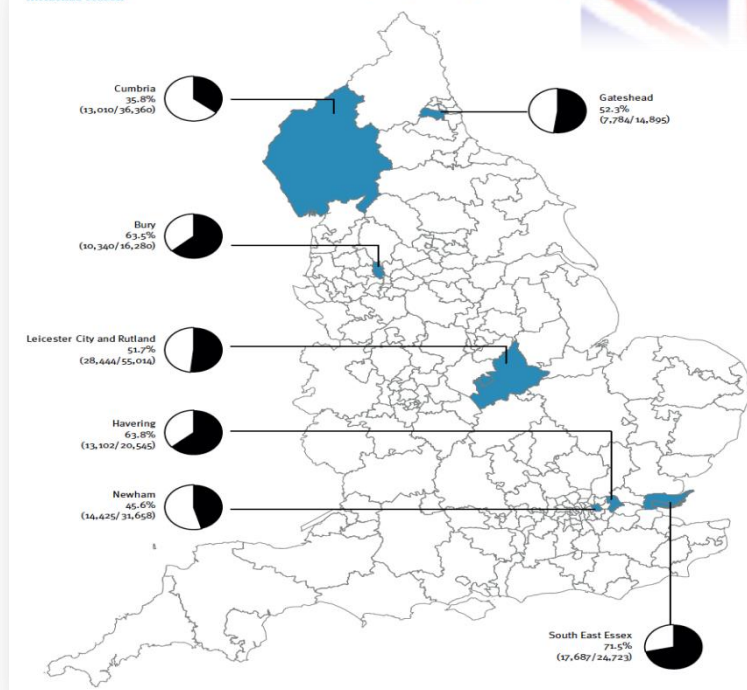 Cumbria
35.8%
(13,010/36,360)
Gateshead
52.3%
(7,784/14,895)
Bury
63.5%
(10,340/16,280)
Leicester City and Rutland
51.7%
(28,444/55,014)
Havering
63.8%
(13,102/20,545)
Newham
45.6%
(14,425/31,658)
South East Essex
71.5%
(17,687/24,723)